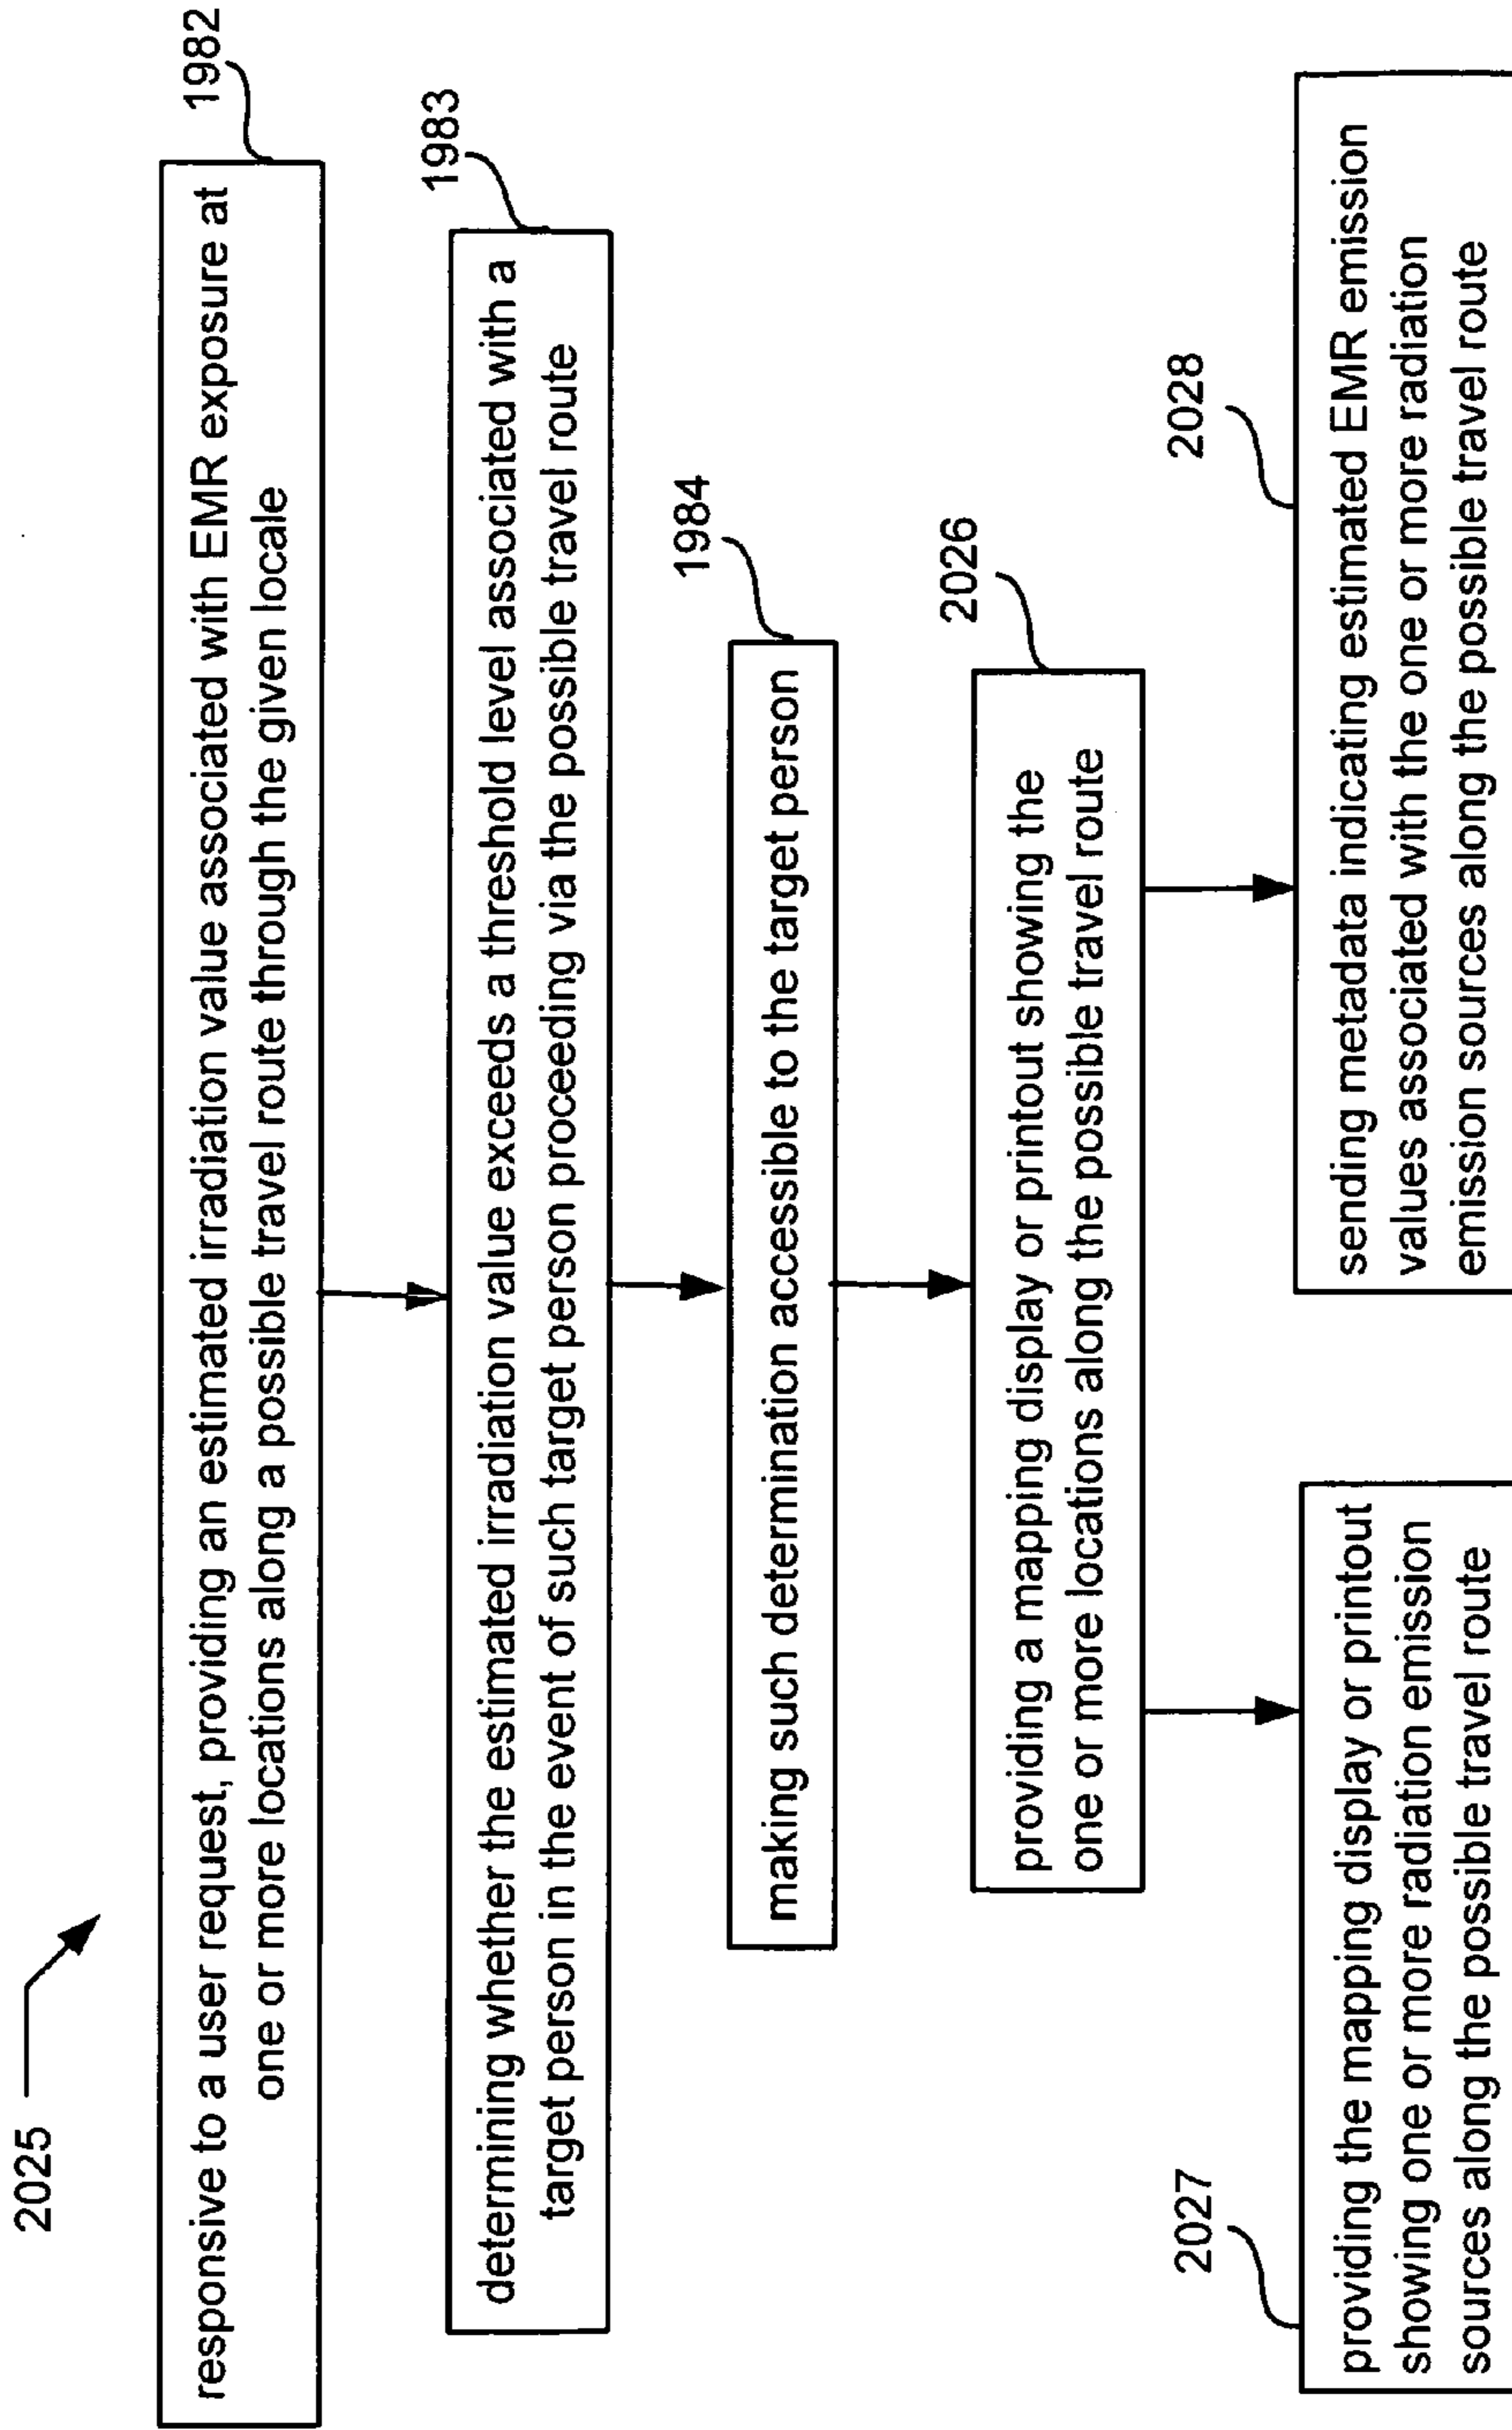 2025
1982
responsive to a user request, providing an estimated irradiation value associated with EMR exposure at
one or more locations along a possible travel route through the given locale
1983
determining whether the estimated irradiation value exceeds a threshold level associated with a
target person in the event of such target person proceeding via the possible travel route
1984
making such determination accessible to the target person
2026
providing a mapping display or printout showing the
one or more locations along the possible travel route
2027
providing the mapping display or printout
showing one or more radiation emission
sources along the possible travel route
2028
sending metadata indicating estimated EMR emission
values associated with the one or more radiation
emission sources along the possible travel route